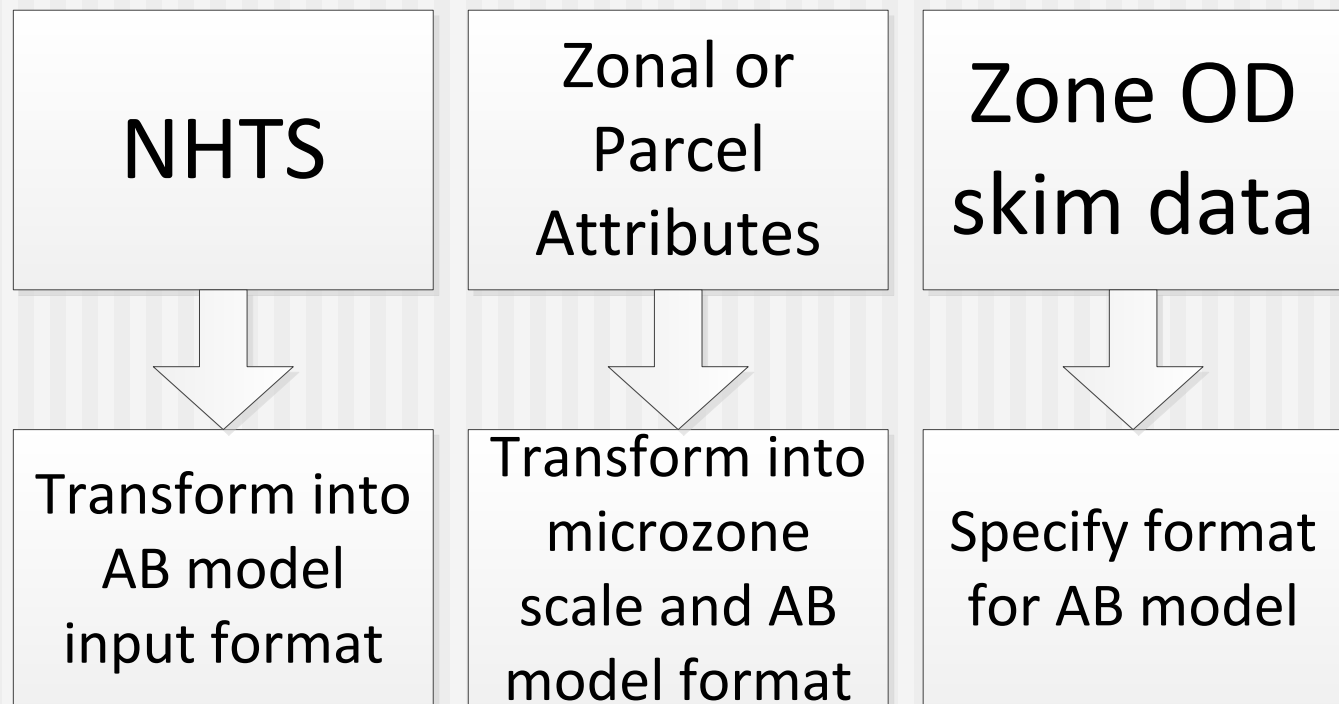 NHTS
Zonal or
Parcel
Attributes
Zone OD
skim data
Transform into
AB model
input format
Transform into
microzone
scale and AB
model format
Specify format
for AB model